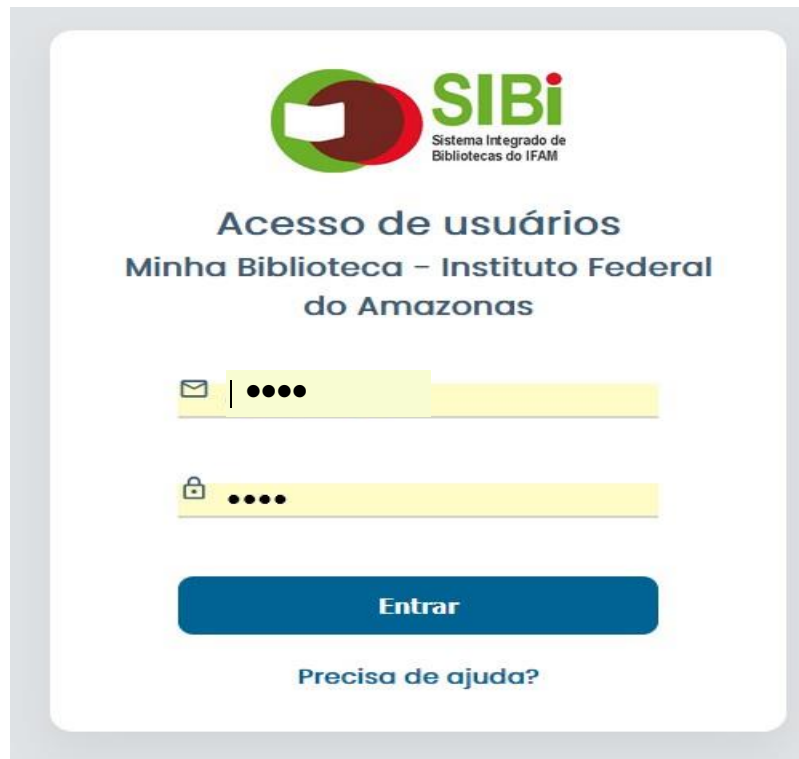 SIBi
Sistema Integrado de
Bibliotecas do IFAM
Acesso de usuários
Minha Biblioteca - Instituto Federal
do Amazonas
••••
••••
Entrar
Precisa de ajuda?